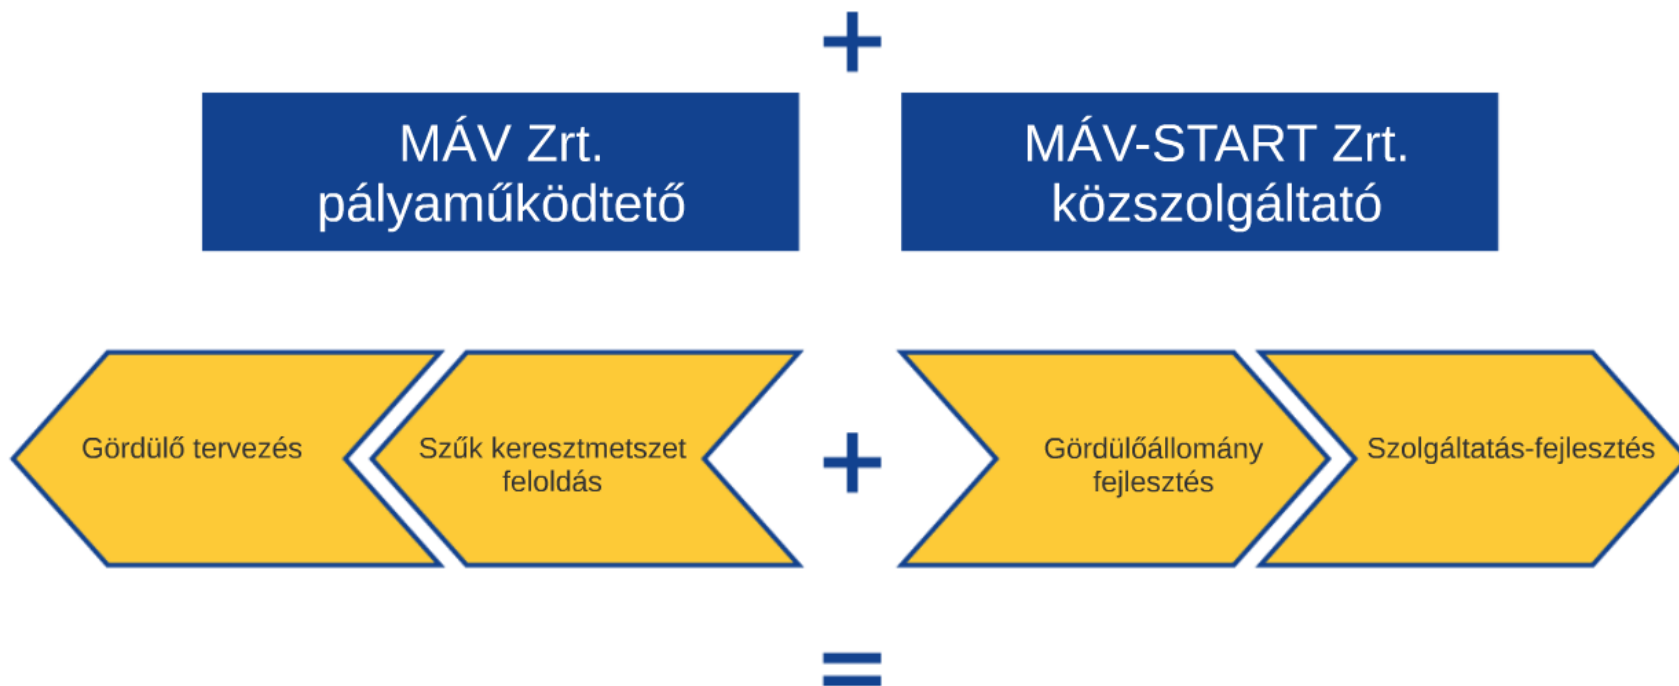 +
MÁV Zrt.
pályaműködtető
MÁV-START Zrt.
közszolgáltató
Gördülő tervezés
Szűk keresztmetszet
feloldás
+
Gördülőállomány
fejlesztés
Szolgáltatás-fejlesztés
=